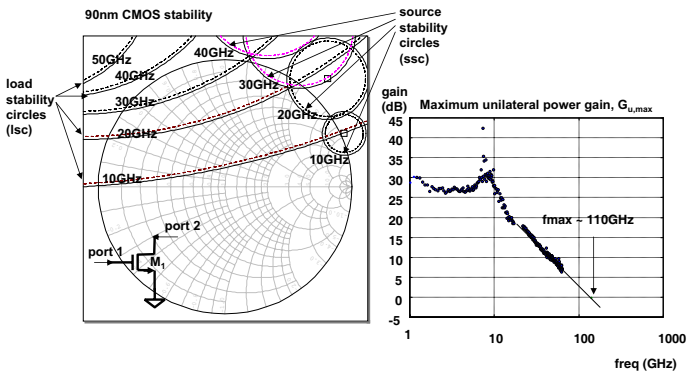 90nm CMOS stability
source
stability
circles
(ssc)
load
stability
circles
(lsc)
50GHz
40GHz
40GHz
30GHz
30GHz
20GHz
20GHz
10GHz
10GHz
port 2
port 1
M1
gain
(dB)
Maximum unilateral power gain, Gu,max
45
40
35
30
25
20
15
10
5
0
-5
fmax ~ 110GHz
1
10
100
1000
freq (GHz)